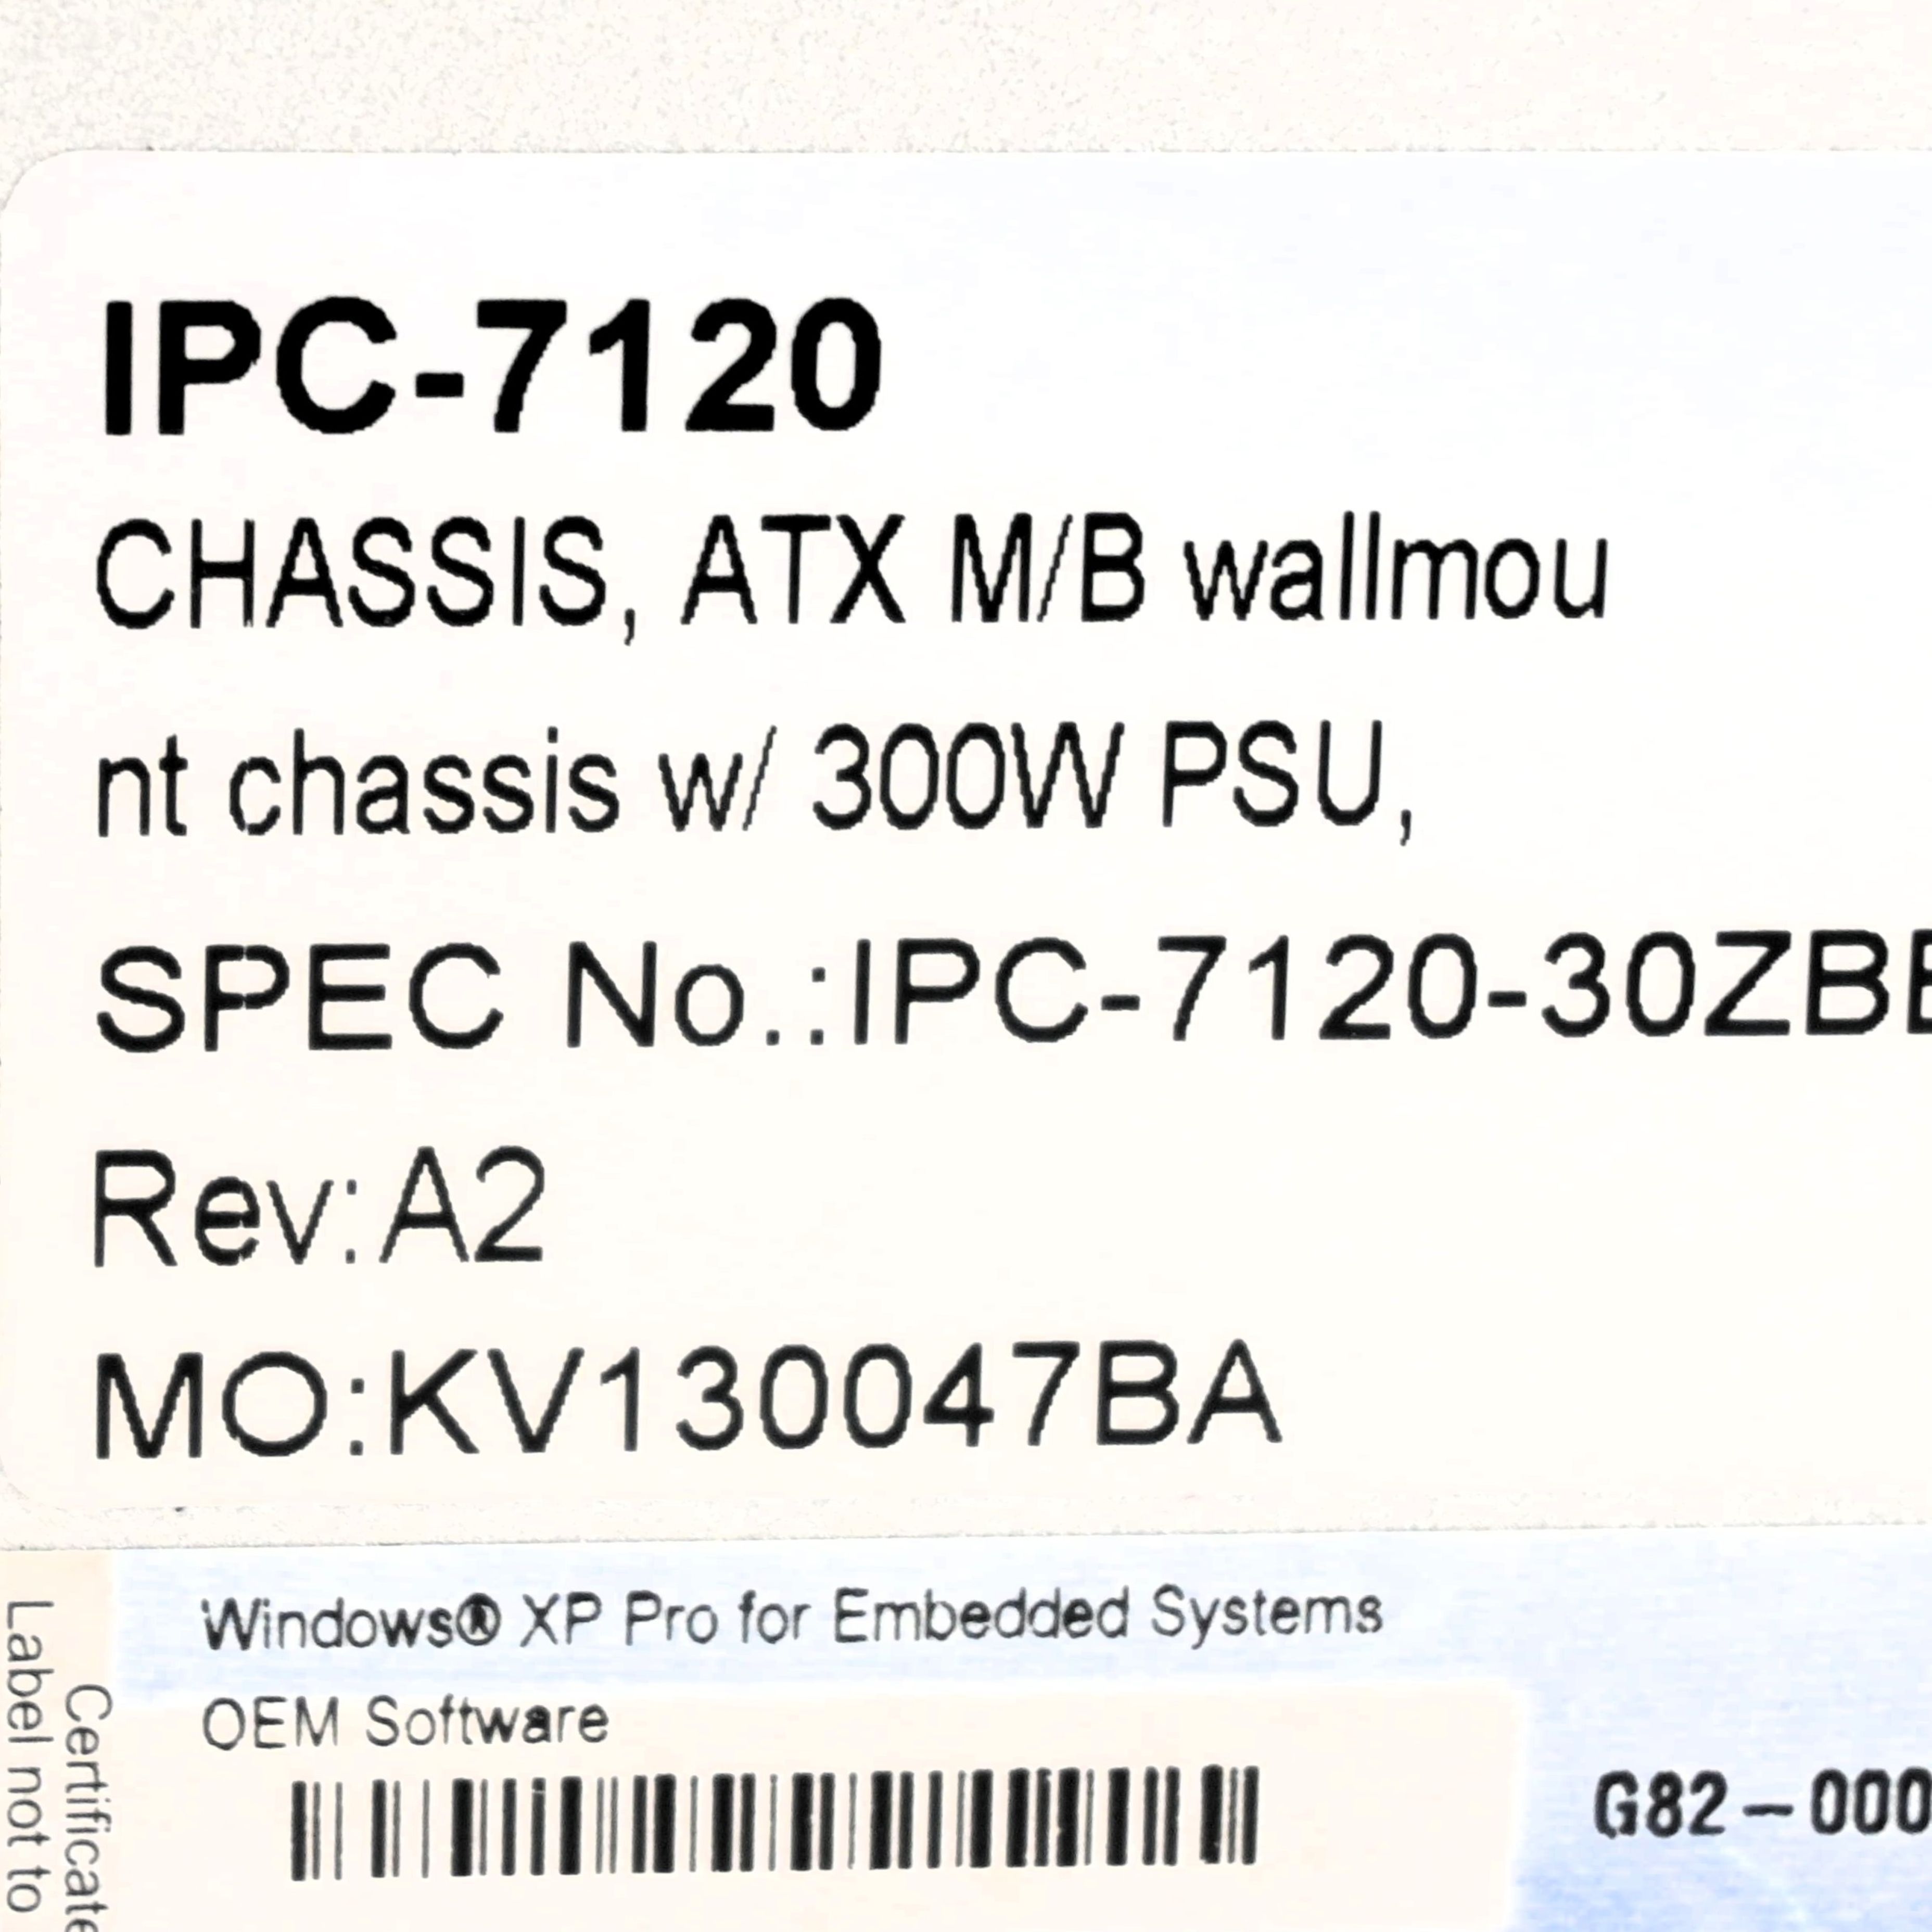 IPC-7120
CHASSIS, ATX M/B wallmou
nt chassis w/ 300W PSU,
SPEC No.:IPC-7120-30ZB
Rev:A2
MO:KV130047BA
Windows® XP Pro for Embedded Systems
OEM Software
G82-000
Certificate
Label not to